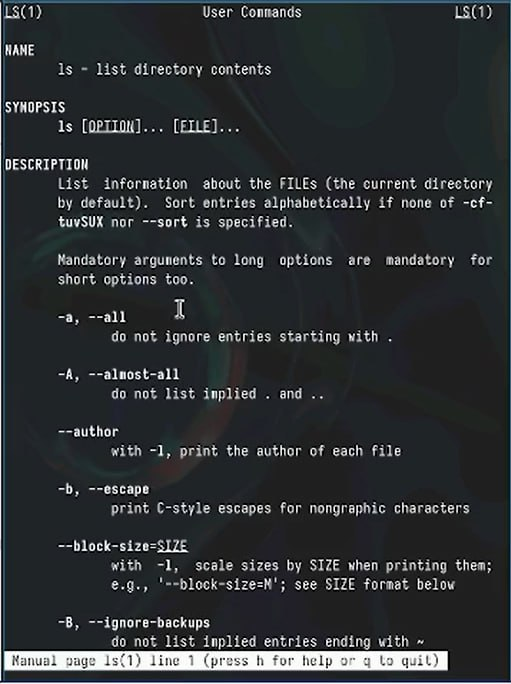 LS(1) User Commands LS(1)
NAME
ls - list directory contents
SYNOPSIS
ls [OPTION]... [FILE]...
DESCRIPTION
List information about the FILEs (the current directory
by default). Sort entries alphabetically if none of -cf-
tuvSUX nor --sort is specified.
Mandatory arguments to long options are mandatory for
short options too.
-a, --all
do not ignore entries starting with .
-A, --almost-all
do not list implied . and ..
--author
with -l, print the author of each file
-b, --escape
print C-style escapes for nongraphic characters
--block-size=SIZE
with -l, scale sizes by SIZE when printing them;
e.g., '--block-size=M'; see SIZE format below
-B, --ignore-backups
do not list implied entries ending with ~
Manual page ls(1) line 1 (press h for help or q to quit)